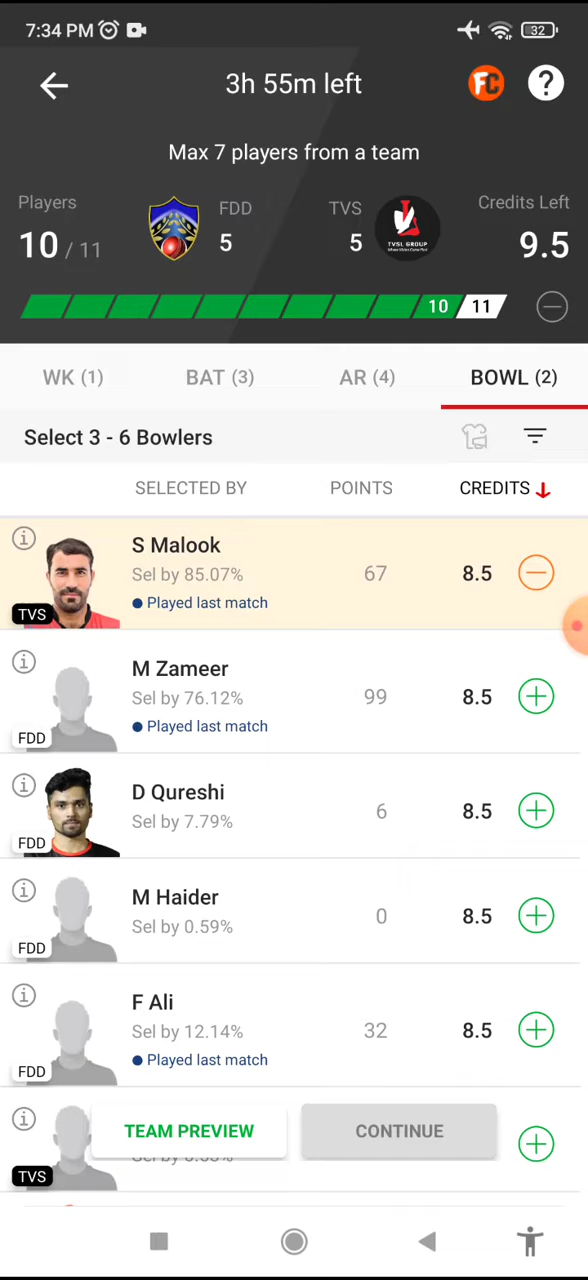 7:34 PM
32
3h 55m left
FC
?
Max 7 players from a team
Players
FDD
TVS
Credits Left
10 / 11
5
5
9.5
TVSL GROUP
10
11
WK (1)
BAT (3)
AR (4)
BOWL (2)
Select 3 - 6 Bowlers
SELECTED BY
POINTS
CREDITS
S Malook
Sel by 85.07%
67
8.5
Played last match
TVS
M Zameer
Sel by 76.12%
99
8.5
Played last match
FDD
D Qureshi
Sel by 7.79%
6
8.5
FDD
M Haider
Sel by 0.59%
0
8.5
FDD
F Ali
Sel by 12.14%
32
8.5
Played last match
FDD
TEAM PREVIEW
CONTINUE
TVS